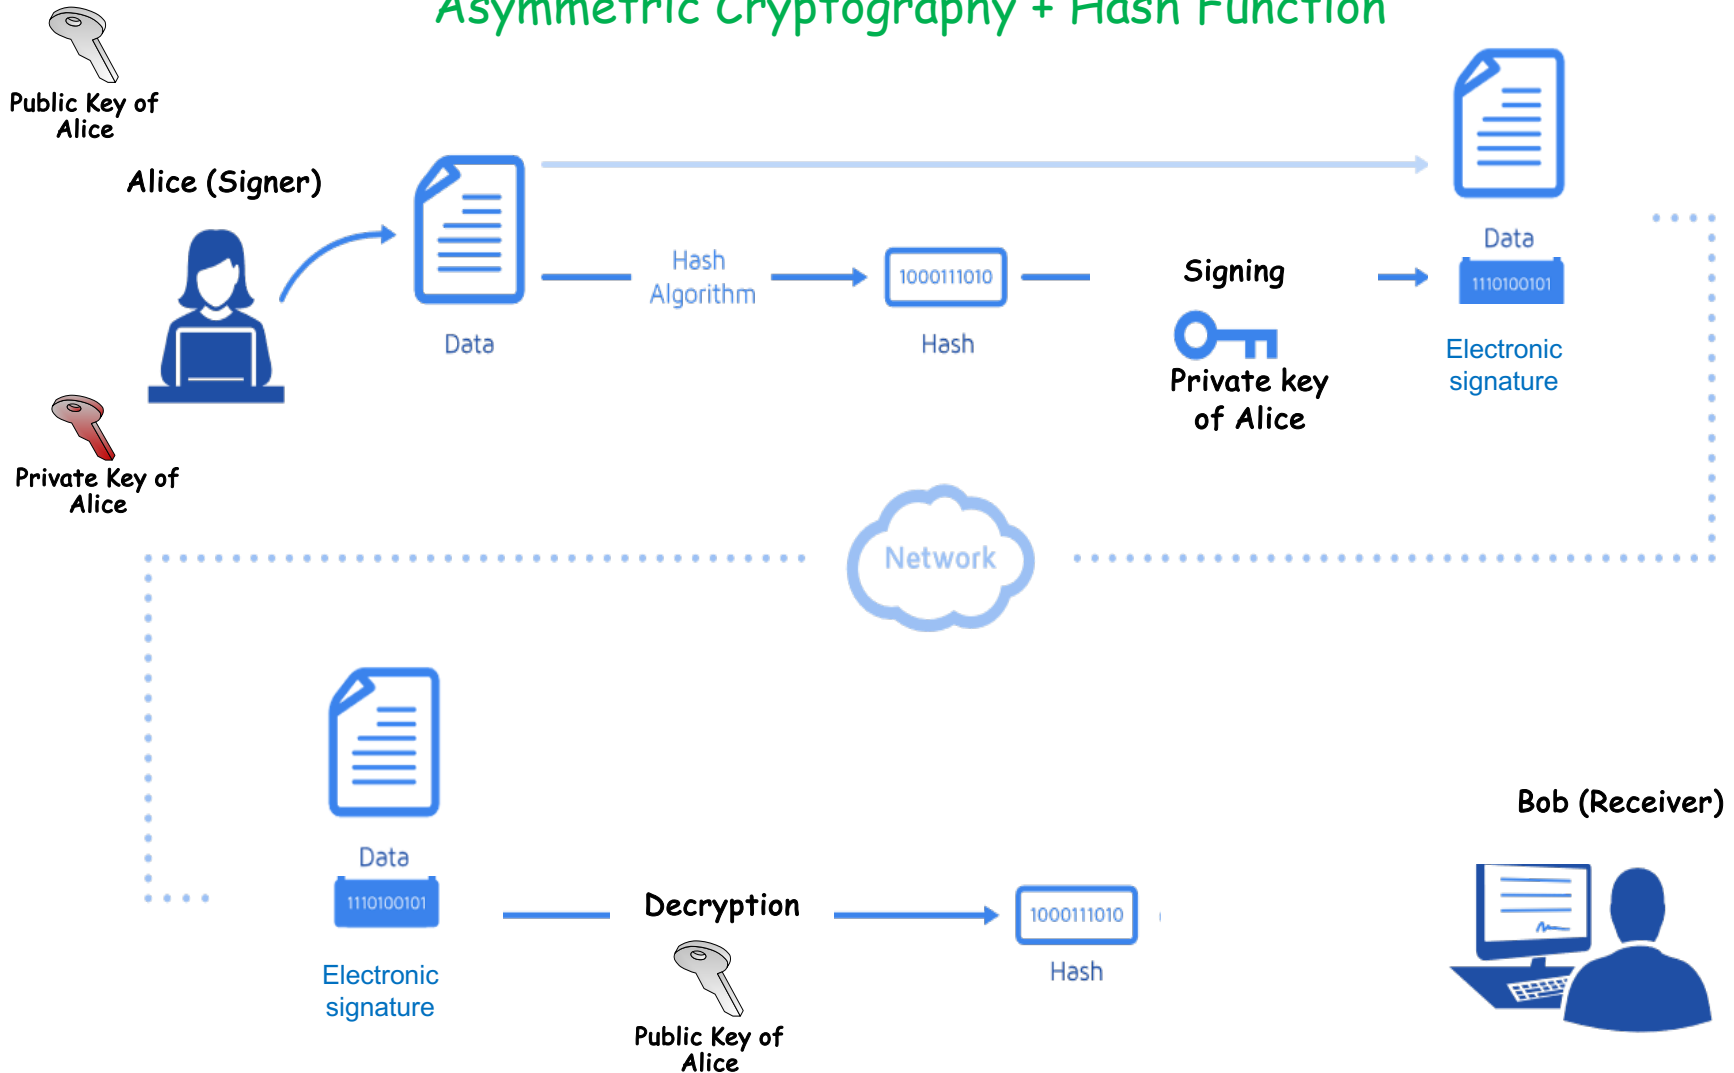 Asymmetric Cryptography + Hash Function
Public Key of
Alice
Alice (Signer)
Data
Hash
Algorithm
1000111010
Hash
Signing
Private key
of Alice
Data
1110100101
Electronic
signature
Private Key of
Alice
Network
Data
1110100101
Electronic
signature
Decryption
Public Key of
Alice
1000111010
Hash
Bob (Receiver)